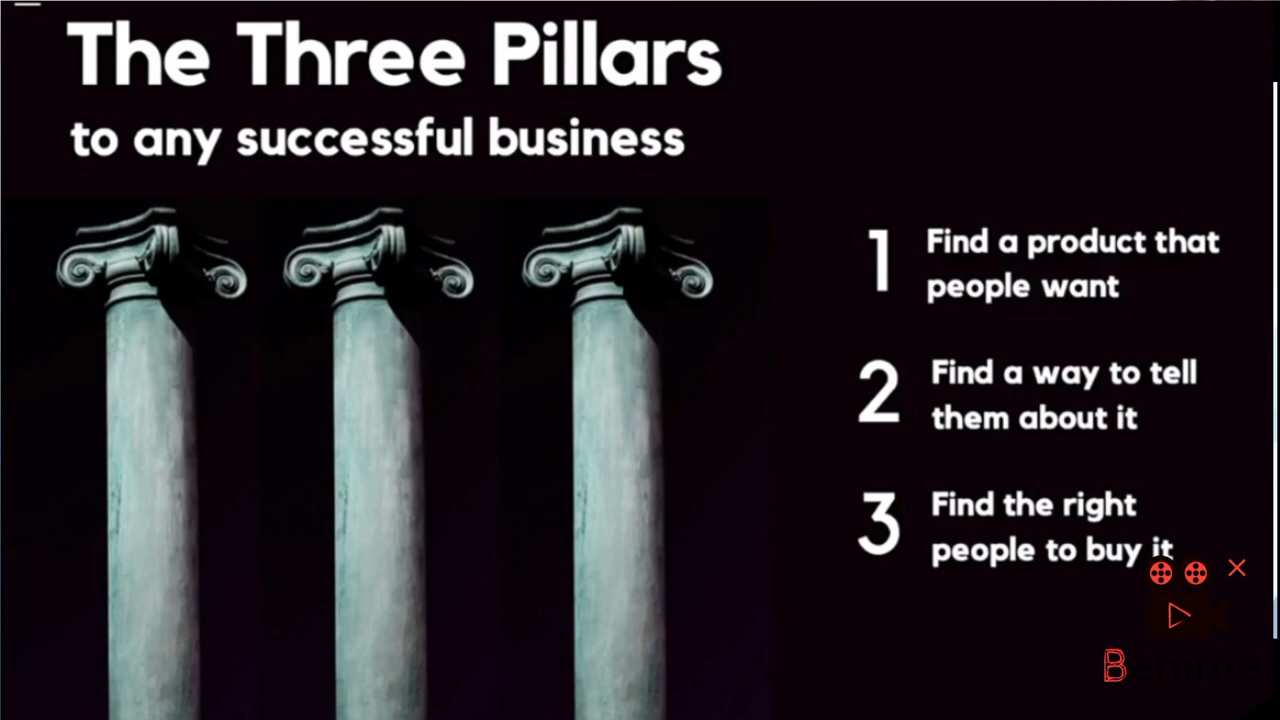 The Three Pillars
to any successful business
1 Find a product that
people want
2 Find a way to tell
them about it
3 Find the right
people to buy it